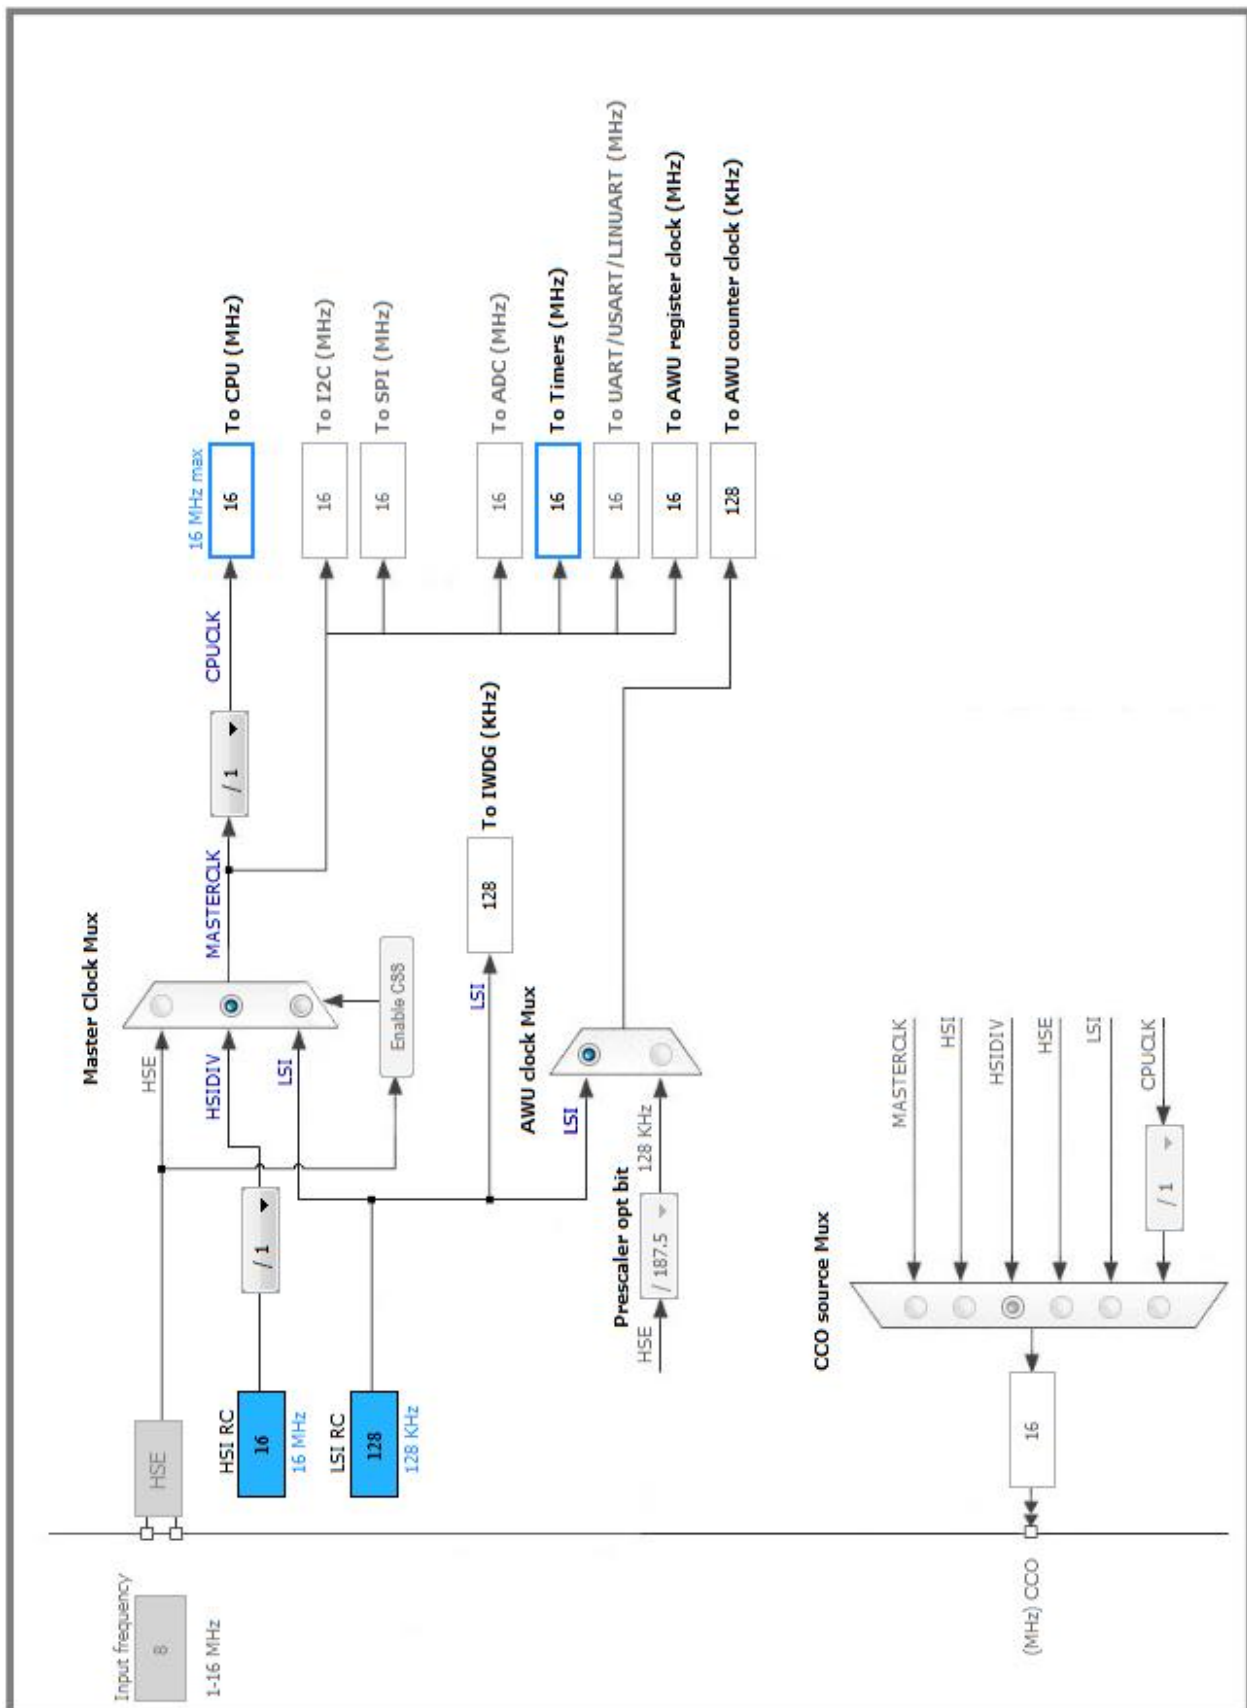 Input frequency
8
1-16 MHz
HSE
HSI RC
16
16 MHz
LSI RC
128
128 KHz
/ 1
HSE
HSIDIV
LSI
Master Clock Mux
Enable CSS
MASTERCLK
/ 1
CPUCLK
16 MHz max
16
To CPU (MHz)
16
To I2C (MHz)
16
To SPI (MHz)
16
To ADC (MHz)
16
To Timers (MHz)
16
To UART/USART/LINUART (MHz)
16
To AWU register clock (MHz)
128
To AWU counter clock (KHz)
LSI
128
To IWDG (KHz)
AWU clock Mux
LSI
Prescaler opt bit
HSE
/ 187.5
128 KHz
CCO source Mux
MASTERCLK
HSI
HSIDIV
HSE
LSI
CPUCLK
/ 1
16
(MHz) CCO